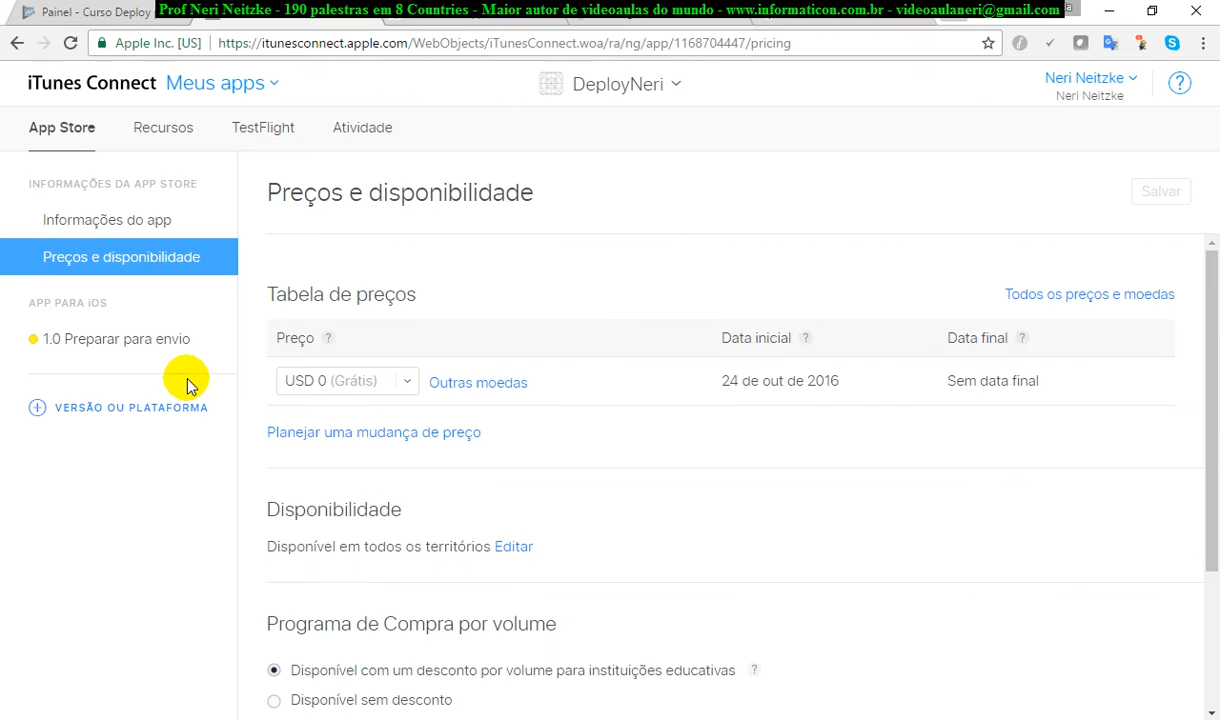 Painel - Curso Deploy
Prof Neri Neitzke - 190 palestras em 8 Countries - Maior autor de videoaulas do mundo - www.informaticon.com.br - videoaulaneri@gmail.com
Apple Inc. [US]
https://itunesconnect.apple.com/WebObjects/iTunesConnect.woa/ra/ng/app/1168704447/pricing
iTunes Connect Meus apps
DeployNeri
Neri Neitzke
Neri Neitzke
?
App Store Recursos TestFlight Atividade
INFORMAÇÕES DA APP STORE
Informações do app
Preços e disponibilidade
APP PARA iOS
1.0 Preparar para envio
VERSÃO OU PLATAFORMA
Preços e disponibilidade
Salvar
Tabela de preços
Todos os preços e moedas
Preço ? Data inicial ? Data final ?
USD 0 (Grátis) Outras moedas 24 de out de 2016 Sem data final
Planejar uma mudança de preço
Disponibilidade
Disponível em todos os territórios Editar
Programa de Compra por volume
Disponível com um desconto por volume para instituições educativas ?
Disponível sem desconto